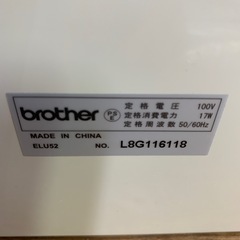 brother
PS
E
定格電圧 100V
定格消費電力 17W
定格周波数 50/60Hz
MADE IN CHINA
ELU52 NO. L8G116118